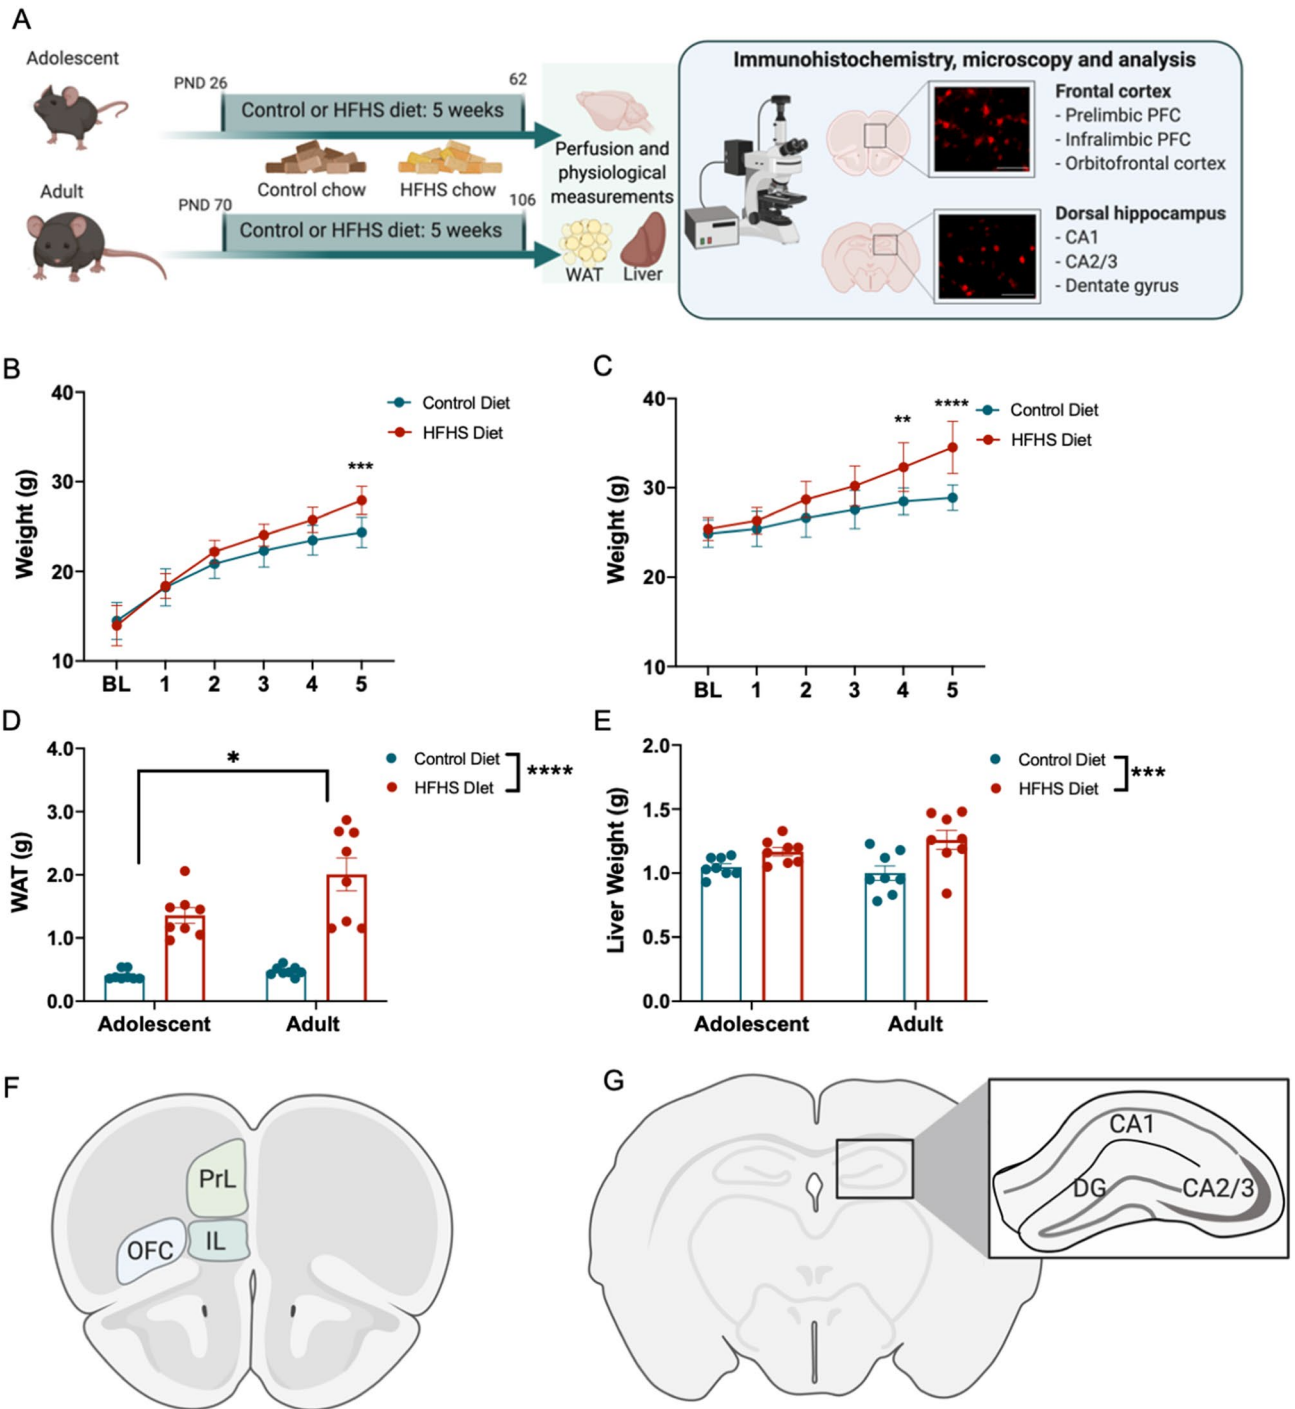 A
Adolescent
PND 26
62
Control or HFHS diet: 5 weeks
Control chow
HFHS chow
Adult
PND 70
106
Control or HFHS diet: 5 weeks
Perfusion and
physiological
measurements
WAT
Liver
Immunohistochemistry, microscopy and analysis
Frontal cortex
- Prelimbic PFC
- Infralimbic PFC
- Orbitofrontal cortex
Dorsal hippocampus
- CA1
- CA2/3
- Dentate gyrus
B
Weight (g)
40
30
20
10
BL 1 2 3 4 5
Control Diet
HFHS Diet
***
C
Weight (g)
40
30
20
10
BL 1 2 3 4 5
** ****
Control Diet
HFHS Diet
D
WAT (g)
4.0
3.0
2.0
1.0
0.0
Adolescent Adult
*
Control Diet
HFHS DIet
****
E
Liver Weight (g)
2.0
1.5
1.0
0.5
0.0
Adolescent Adult
Control Diet
HFHS Diet
***
F
PrL
IL
OFC
G
CA1
DG
CA2/3